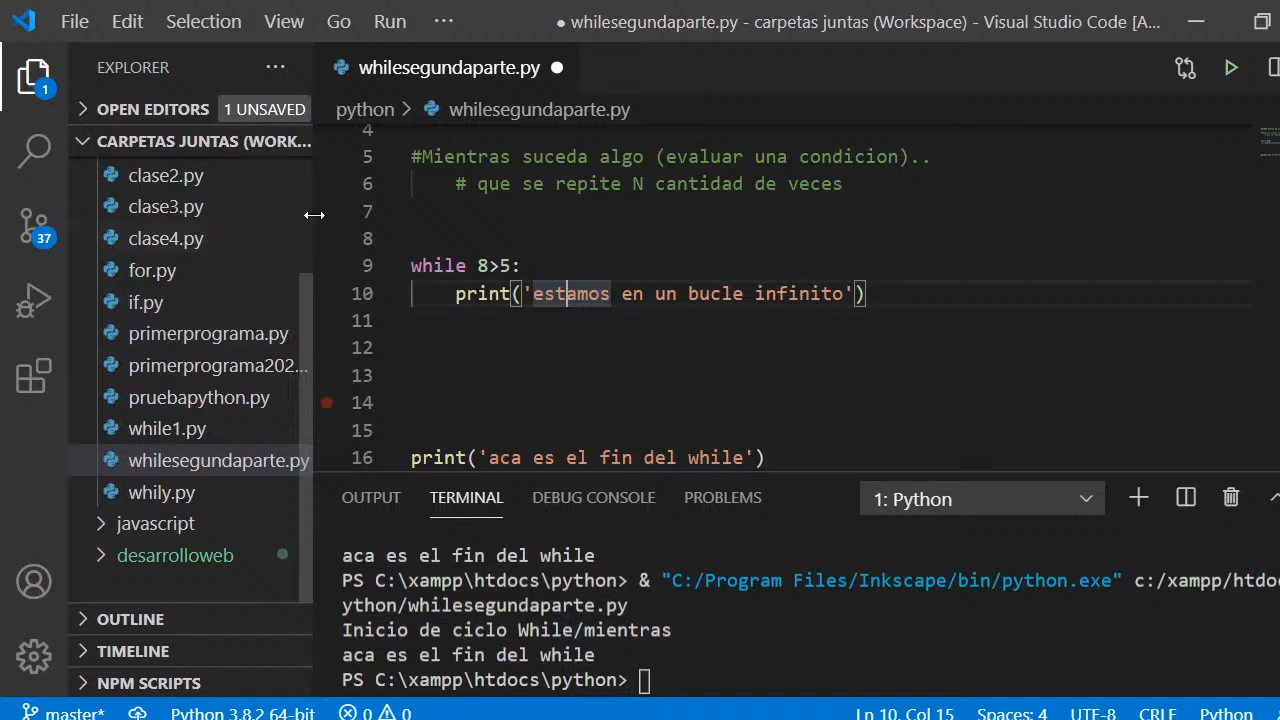 File Edit Selection View Go Run ··· ● whilesegundaparte.py - carpetas juntas (Workspace) - Visual Studio Code [A...
EXPLORER ···
1
OPEN EDITORS 1 UNSAVED
CARPETAS JUNTAS (WORK...
clase2.py
clase3.py
clase4.py
for.py
if.py
primerprograma.py
primerprograma202...
pruebapython.py
while1.py
whilesegundaparte.py
whily.py
javascript
desarrolloweb
OUTLINE
TIMELINE
NPM SCRIPTS
37
whilesegundaparte.py ●
python > whilesegundaparte.py
4
5 #Mientras suceda algo (evaluar una condicion)..
6 # que se repite N cantidad de veces
7
8
9 while 8>5:
10 print('estamos en un bucle infinito')
11
12
13
14
15
16 print('aca es el fin del while')
OUTPUT TERMINAL DEBUG CONSOLE PROBLEMS 1: Python
aca es el fin del while
PS C:\xampp\htdocs\python> & "C:/Program Files/Inkscape/bin/python.exe" c:/xampp/htdo
ython/whilesegundaparte.py
Inicio de ciclo While/mientras
aca es el fin del while
PS C:\xampp\htdocs\python>
master* Python 3.8.2 64-bit 0 0 Ln 10, Col 15 Spaces: 4 UTF-8 CRLF Python